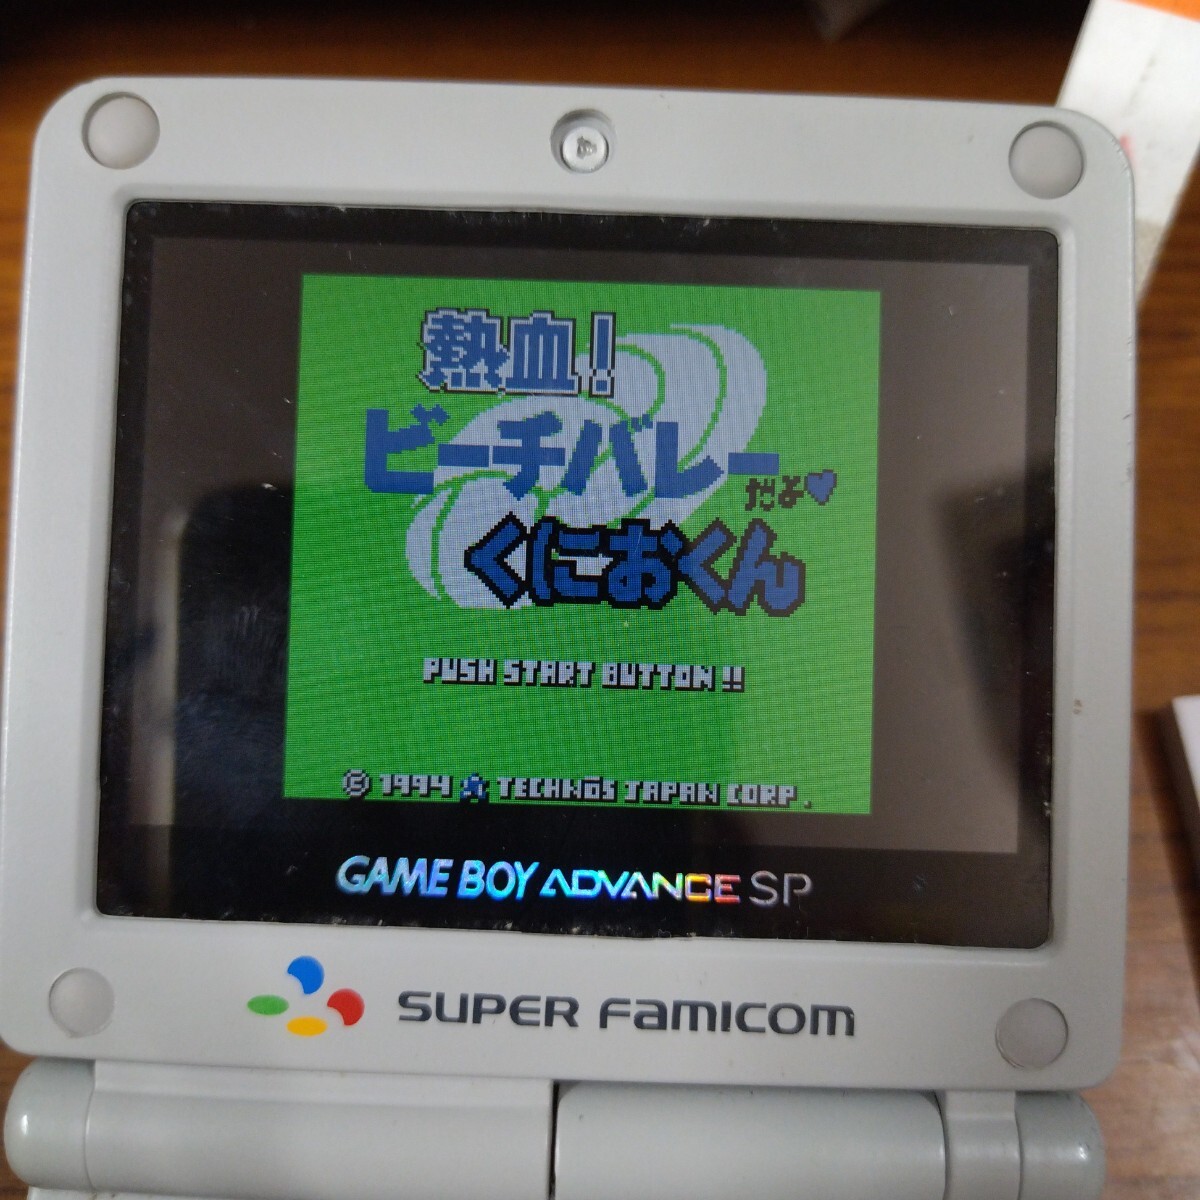 熱血!
ビーチバレー
だよ♥
くにおくん
PUSH START BUTTON !!
© 1994 TECHNŌS JAPAN CORP.
GAME BOY ADVANCE SP
SUPER FAMICOM